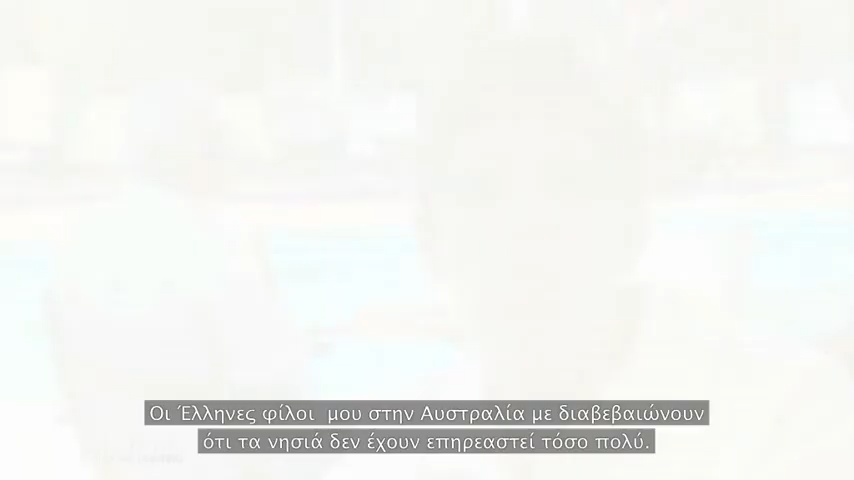 Οι Έλληνες φίλοι μου στην Αυστραλία με διαβεβαιώνουν
ότι τα νησιά δεν έχουν επηρεαστεί τόσο πολύ.